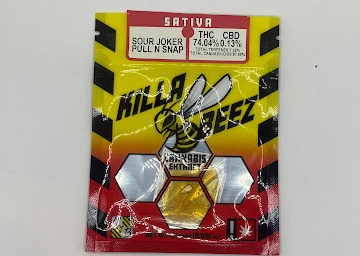 SATIVA
SOUR JOKER
PULL N SNAP
THC CBD
74.04% 0.13%
KILLA
BEEZ
CANNABIS
EXTRACT